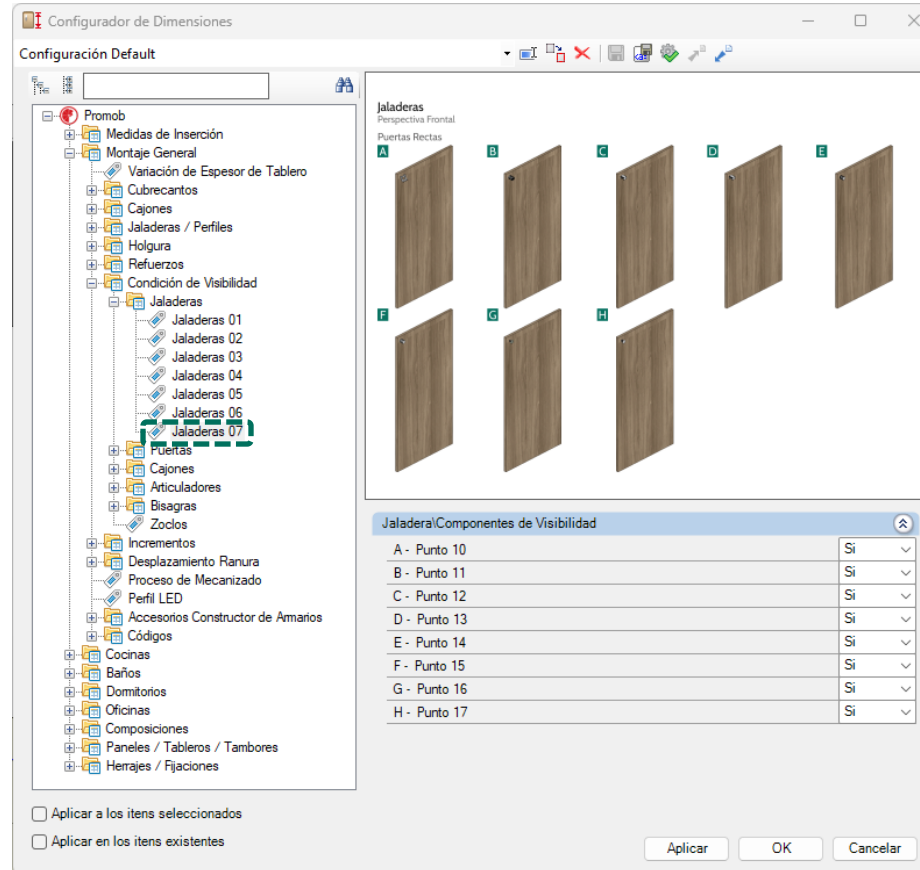 Configurador de Dimensiones
Configuración Default
Promob
Medidas de Inserción
Montaje General
Variación de Espesor de Tablero
Cubrecantos
Cajones
Jaladeras / Perfiles
Holgura
Refuerzos
Condición de Visibilidad
Jaladeras
Jaladeras 01
Jaladeras 02
Jaladeras 03
Jaladeras 04
Jaladeras 05
Jaladeras 06
Jaladeras 07
Puertas
Cajones
Articuladores
Bisagras
Zoclos
Incrementos
Desplazamiento Ranura
Proceso de Mecanizado
Perfil LED
Accesorios Constructor de Armarios
Códigos
Cocinas
Baños
Dormitorios
Oficinas
Composiciones
Paneles / Tableros / Tambores
Herrajes / Fijaciones
Jaladeras
Perspectiva Frontal
Puertas Rectas
A B C D E
F G H
Jaladera\Componentes de Visibilidad
A - Punto 10 Si
B - Punto 11 Si
C - Punto 12 Si
D - Punto 13 Si
E - Punto 14 Si
F - Punto 15 Si
G - Punto 16 Si
H - Punto 17 Si
Aplicar a los itens seleccionados
Aplicar en los itens existentes
Aplicar OK Cancelar